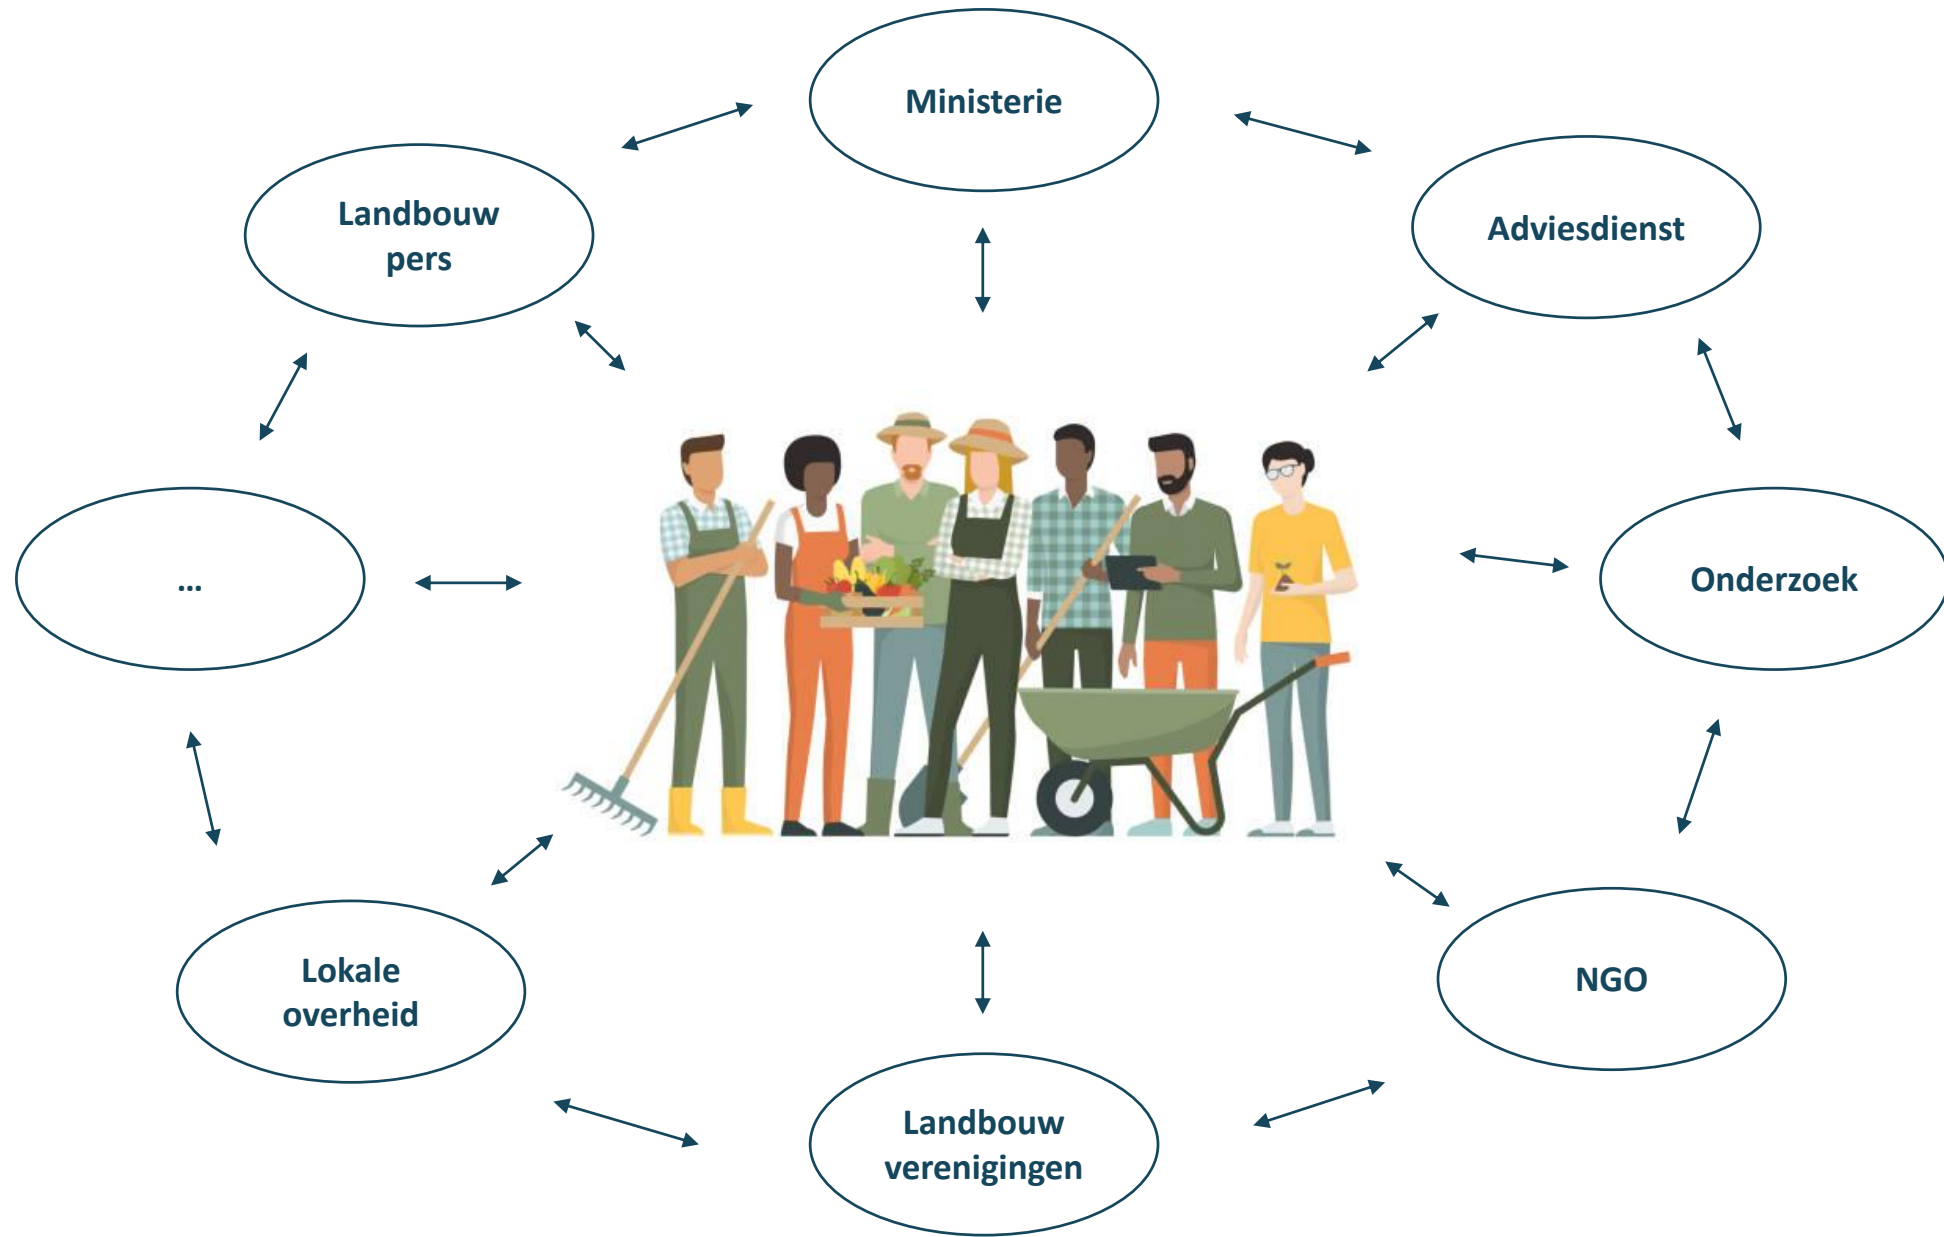 Ministerie
Landbouw
pers
Adviesdienst
...
Onderzoek
Lokale
overheid
NGO
Landbouw
verenigingen